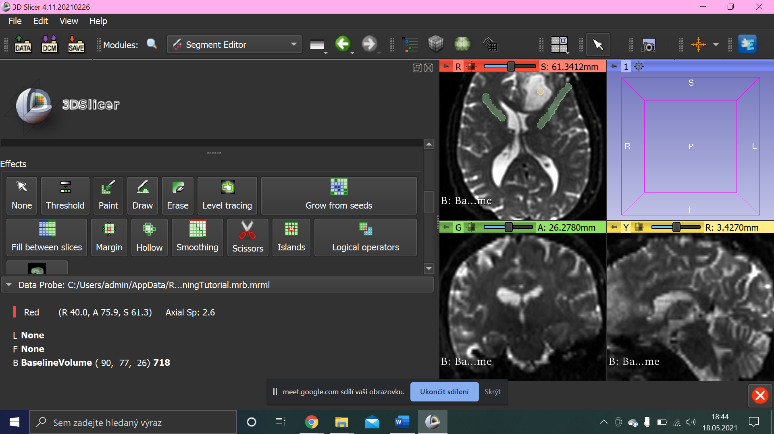 3D Slicer 4.11.20210226
File Edit View Help
DATA DCM SAVE Modules: Segment Editor
R S: 61.3412mm 1
3DSlicer
S
R P L
I
B: Ba...me
Effects
None Threshold Paint Draw Erase Level tracing Grow from seeds
Fill between slices Margin Hollow Smoothing Scissors Islands Logical operators
G A: 26.2780mm Y R: 3.4270mm
Data Probe: C:/Users/admin/AppData/R...ningTutorial.mrb.mrml
Red (R 40.0, A 75.9, S 61.3) Axial Sp: 2.6
L None
F None
B BaselineVolume ( 90, 77, 26) 718
B: Ba...me B: Ba...me
meet.google.com sdílí vaši obrazovku. Ukončit sdílení Skrýt
Sem zadejte hledaný výraz
18:44
18.05.2021